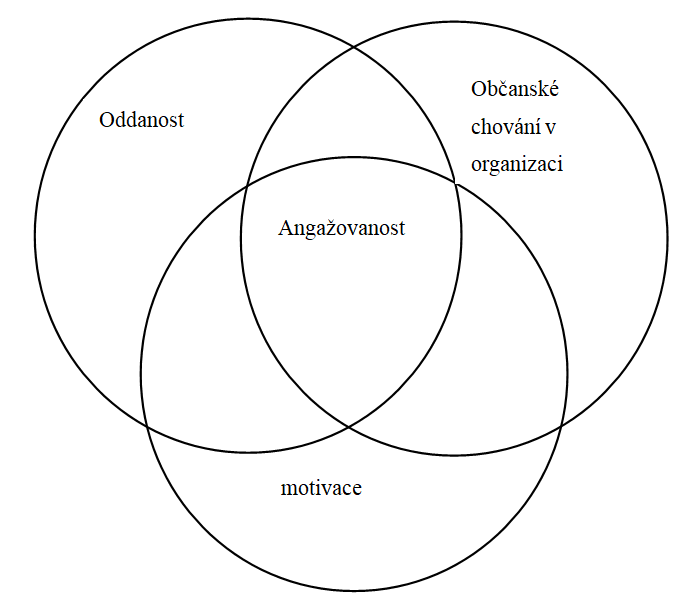 Oddanost
Občanské
chování v
organizaci
Angažovanost
motivace